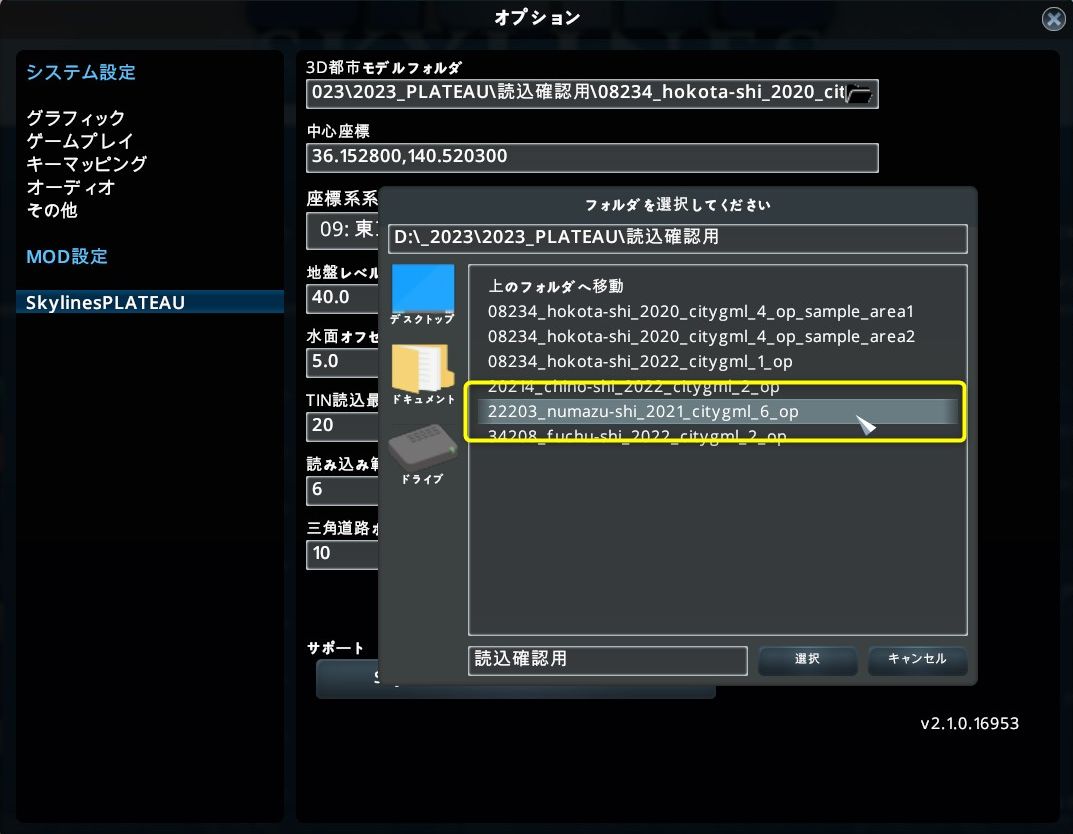 オプション
システム設定
グラフィック
ゲームプレイ
キーマッピング
オーディオ
その他
MOD設定
SkylinesPLATEAU
3D都市モデルフォルダ
023\2023_PLATEAU\読込確認用\08234_hokota-shi_2020_cit
中心座標
36.152800,140.520300
座標系系
09: 東
地盤レベル
40.0
水面オフセ
5.0
TIN読込最
20
読み込み範
6
三角道路
10
サポート
フォルダを選択してください
D:\_2023\2023_PLATEAU\読込確認用
デスクトップ
ドキュメント
ドライブ
上のフォルダへ移動
08234_hokota-shi_2020_citygml_4_op_sample_area1
08234_hokota-shi_2020_citygml_4_op_sample_area2
08234_hokota-shi_2022_citygml_1_op
20214_chino-shi_2022_citygml_2_op
22203_numazu-shi_2021_citygml_6_op
34208_fuchu-shi_2022_citygml_2_op
読込確認用
選択
キャンセル
v2.1.0.16953